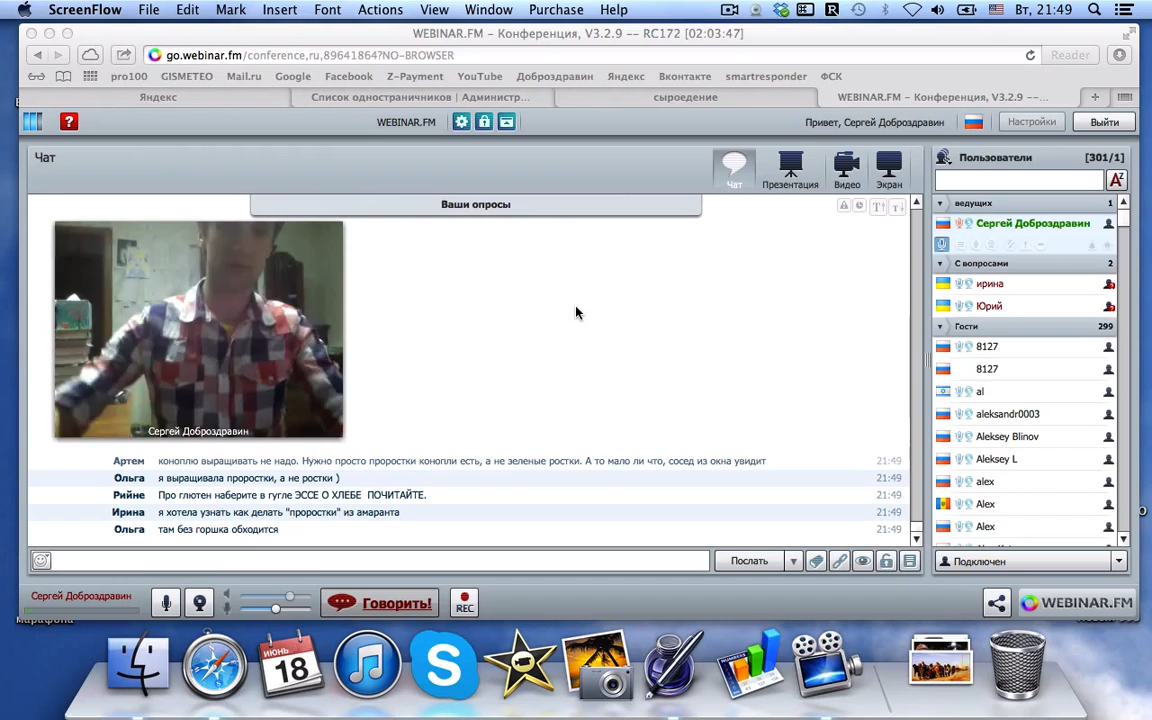 ScreenFlow File Edit Mark Insert Font Actions View Window Purchase Help Вт, 21:49
WEBINAR.FM – Конференция, V3.2.9 -- RC172 [02:03:47]
go.webinar.fm/conference,ru,89641864?NO-BROWSER Reader
pro100 GISMETEO Mail.ru Google Facebook Z-Payment YouTube Доброздравин Яндекс Вконтакте smartresponder ФСК
Яндекс Список одностраничников | Администр... сыроедение WEBINAR.FM – Конференция, V3.2.9 --...
WEBINAR.FM Привет, Сергей Доброздравин Настройки Выйти
Чат
Чат Презентация Видео Экран
Ваши опросы
Сергей Доброздравин
Артем коноплю выращивать не надо. Нужно просто проростки конопли есть, а не зеленые ростки. А то мало ли что, сосед из окна увидит 21:49
Ольга я выращивала проростки, а не ростки ) 21:49
Рийне Про глютен наберите в гугле ЭССЕ О ХЛЕБЕ ПОЧИТАЙТЕ. 21:49
Ирина я хотела узнать как делать "проростки" из амаранта 21:49
Ольга там без горшка обходится 21:49
Послать
Пользователи [301/1]
ведущих 1
Сергей Доброздравин
С вопросами 2
ирина
Юрий
Гости 299
8127
8127
al
aleksandr0003
Aleksey Blinov
Aleksey L
alex
Alex
Alex
Подключен
Сергей Доброздравин Говорить! REC WEBINAR.FM
марафона
ИЮНЬ
18
NUMBERS